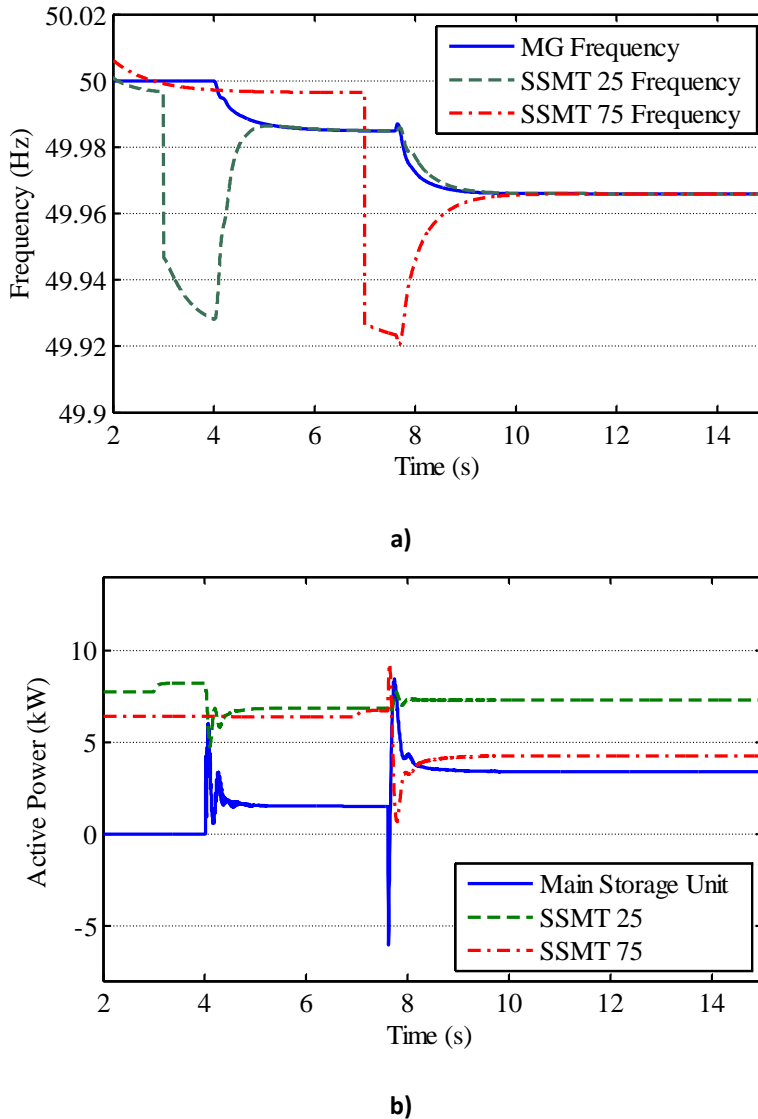 50.02
50
49.98
49.96
49.94
49.92
49.9
Frequency (Hz)
MG Frequency
SSMT 25 Frequency
SSMT 75 Frequency
2 4 6 8 10 12 14
Time (s)
a)
10
5
0
-5
Active Power (kW)
Main Storage Unit
SSMT 25
SSMT 75
2 4 6 8 10 12 14
Time (s)
b)